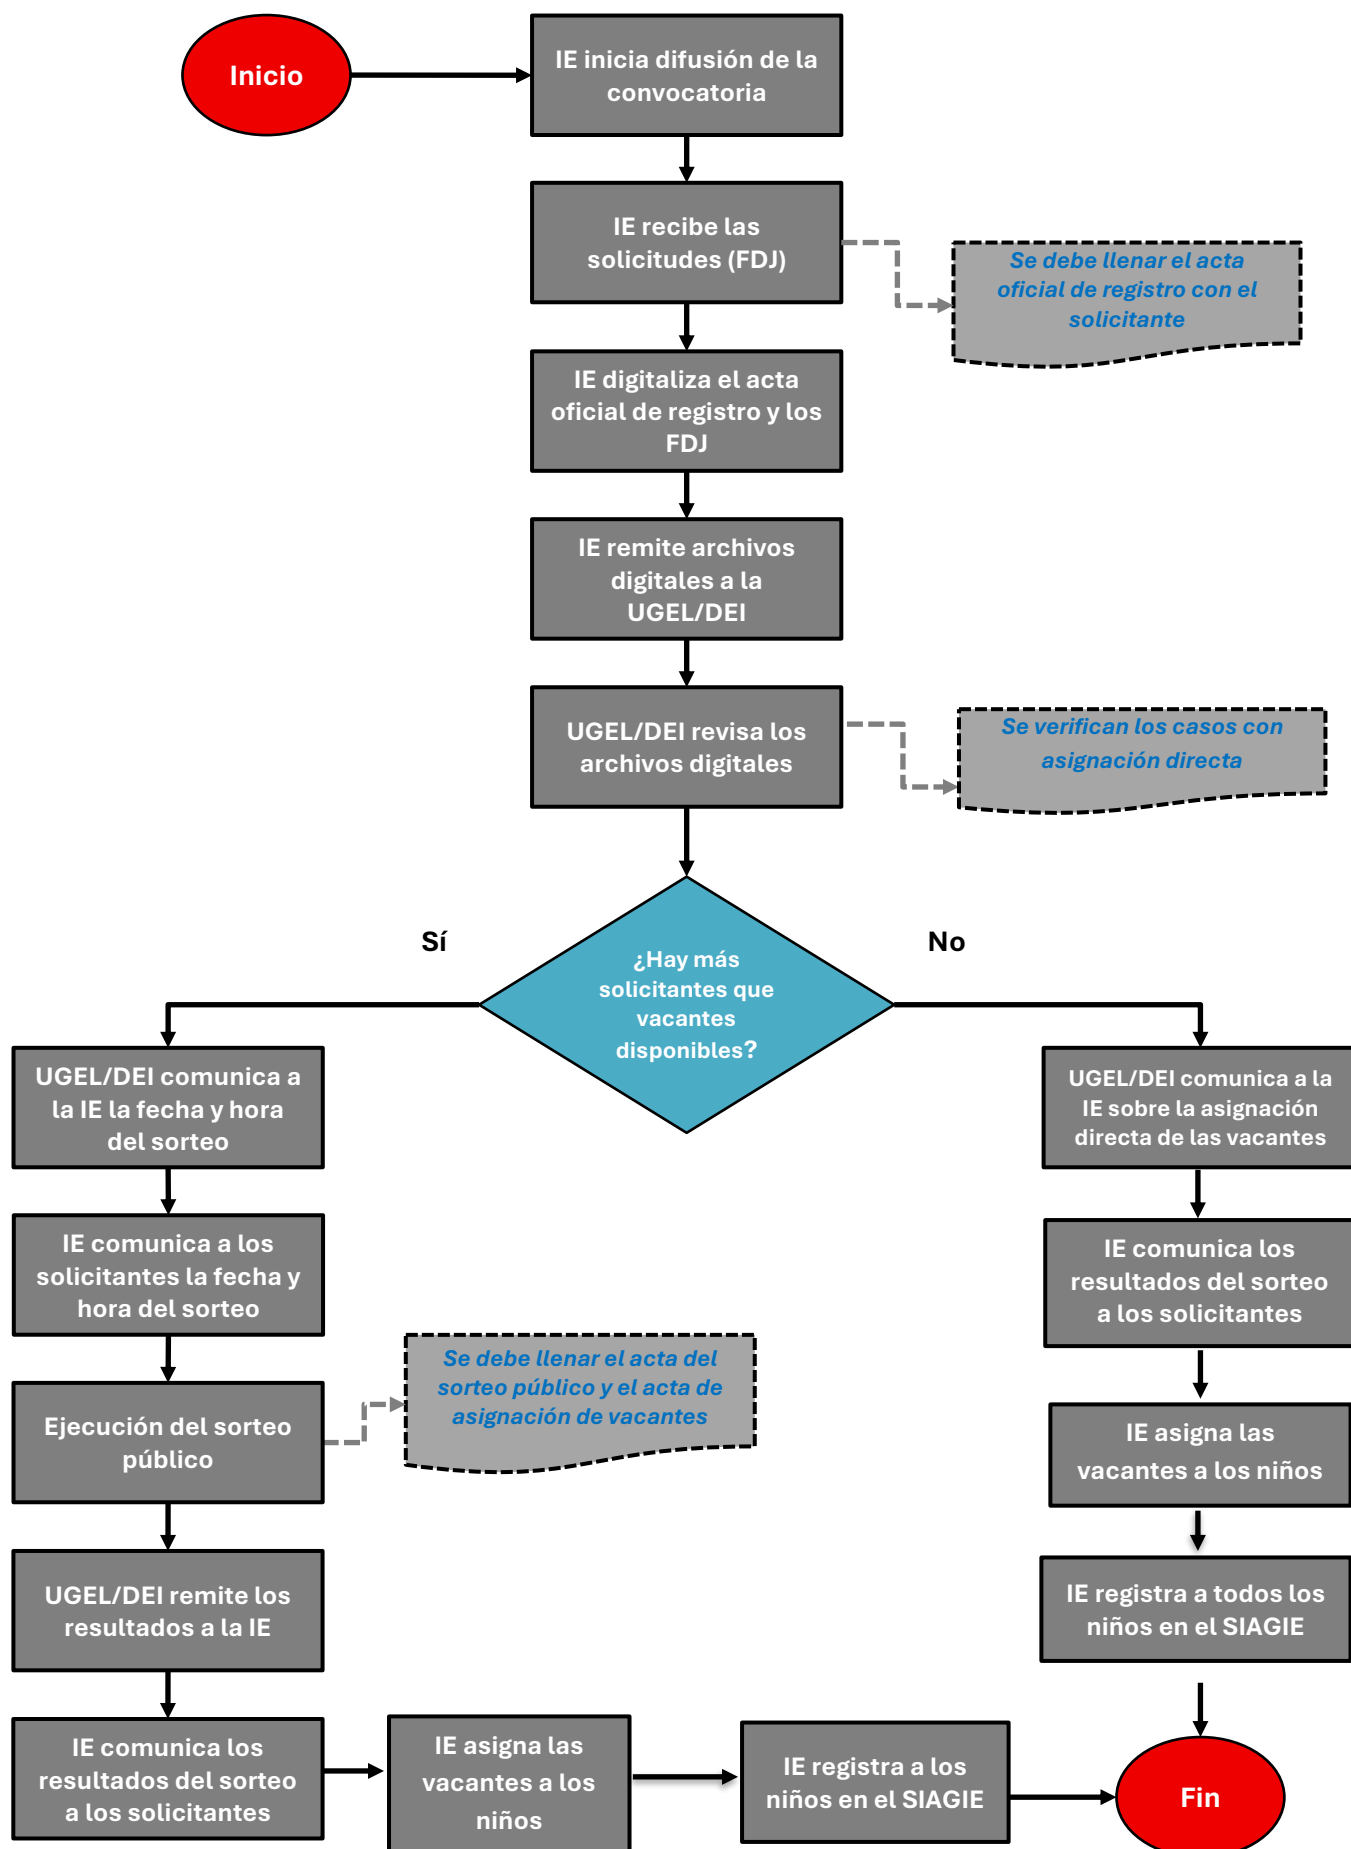 Inicio
IE inicia difusión de la
convocatoria
IE recibe las
solicitudes (FDJ)
Se debe llenar el acta
oficial de registro con el
solicitante
IE digitaliza el acta
oficial de registro y los
FDJ
IE remite archivos
digitales a la
UGEL/DEI
UGEL/DEI revisa los
archivos digitales
Se verifican los casos con
asignación directa
¿Hay más
solicitantes que
vacantes
disponibles?
Sí
No
UGEL/DEI comunica a
la IE la fecha y hora
del sorteo
IE comunica a los
solicitantes la fecha y
hora del sorteo
Ejecución del sorteo
público
Se debe llenar el acta del
sorteo público y el acta de
asignación de vacantes
UGEL/DEI remite los
resultados a la IE
IE comunica los
resultados del sorteo
a los solicitantes
IE asigna las
vacantes a los
niños
IE registra a los
niños en el SIAGIE
UGEL/DEI comunica a la
IE sobre la asignación
directa de las vacantes
IE comunica los
resultados del sorteo
a los solicitantes
IE asigna las
vacantes a los niños
IE registra a todos los
niños en el SIAGIE
Fin